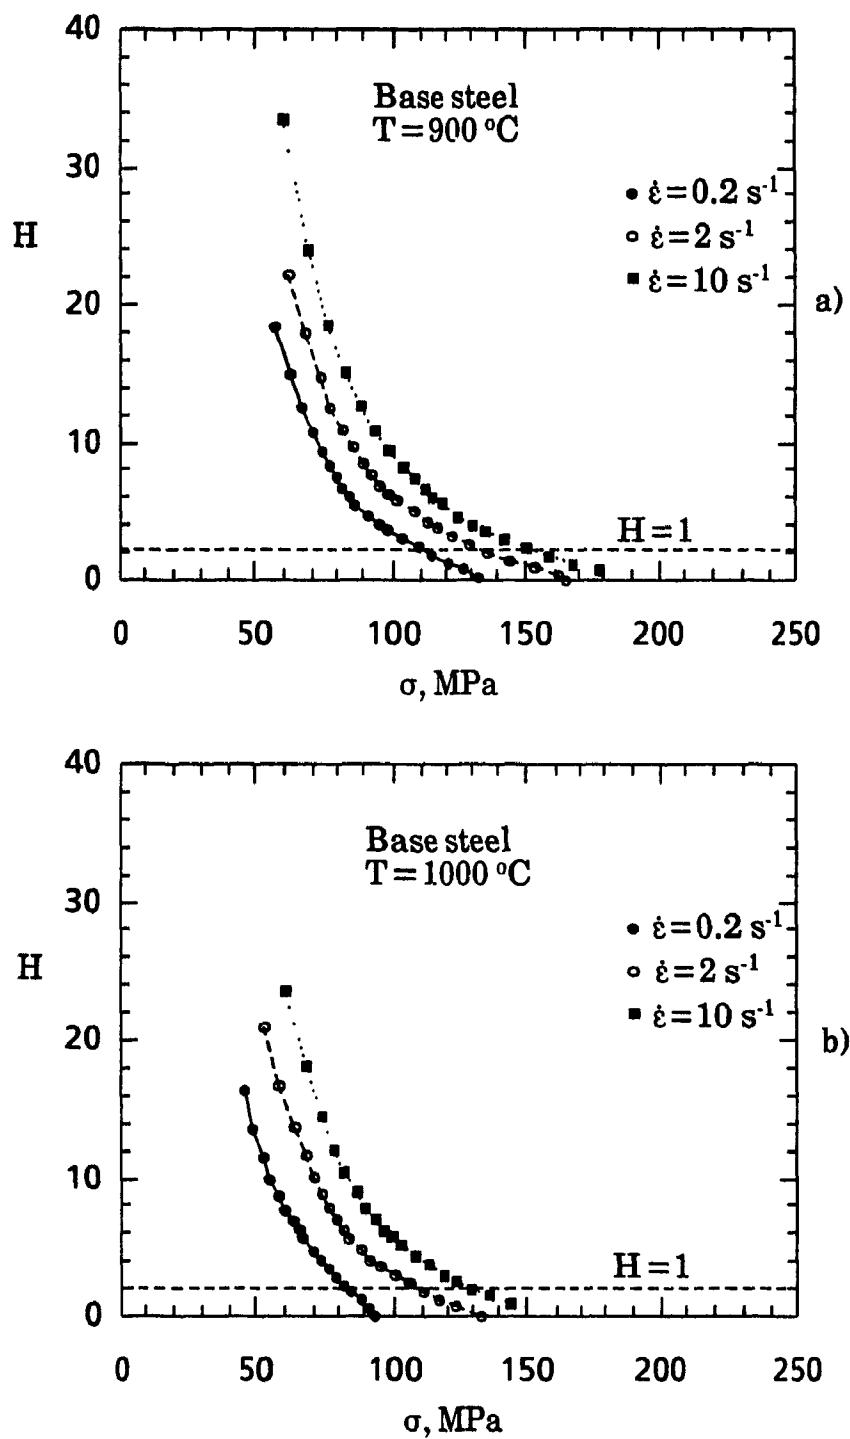 40
Base steel
T=900 °C
30
ε̇=0.2 s-1
H
ε̇=2 s-1
ε̇=10 s-1
20
a)
10
H=1
0
0 50 100 150 200 250
σ, MPa
40
Base steel
T=1000 °C
30
ε̇=0.2 s-1
H
ε̇=2 s-1
ε̇=10 s-1
20
b)
10
H=1
0
0 50 100 150 200 250
σ, MPa